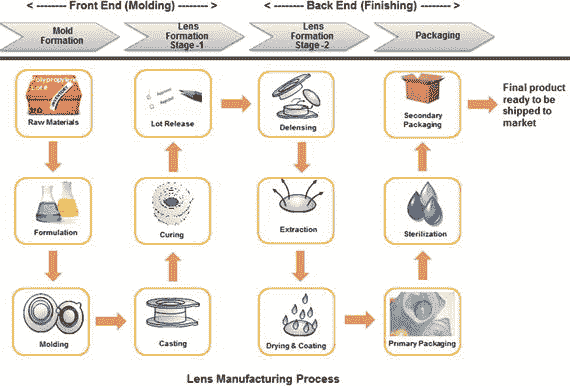 < -------- Front End (Molding) -------- >
< -------- Back End (Finishing) -------- >
Mold
Formation
Lens
Formation
Stage -1
Lens
Formation
Stage -2
Packaging
Polypropyle
Lot #
Raw Materials
Formulation
Molding
Casting
Curing
Lot Release
Delensing
Extraction
Drying & Coating
Primary Packaging
Sterilization
Secondary
Packaging
Final product
ready to be
shipped to
market
Lens Manufacturing Process